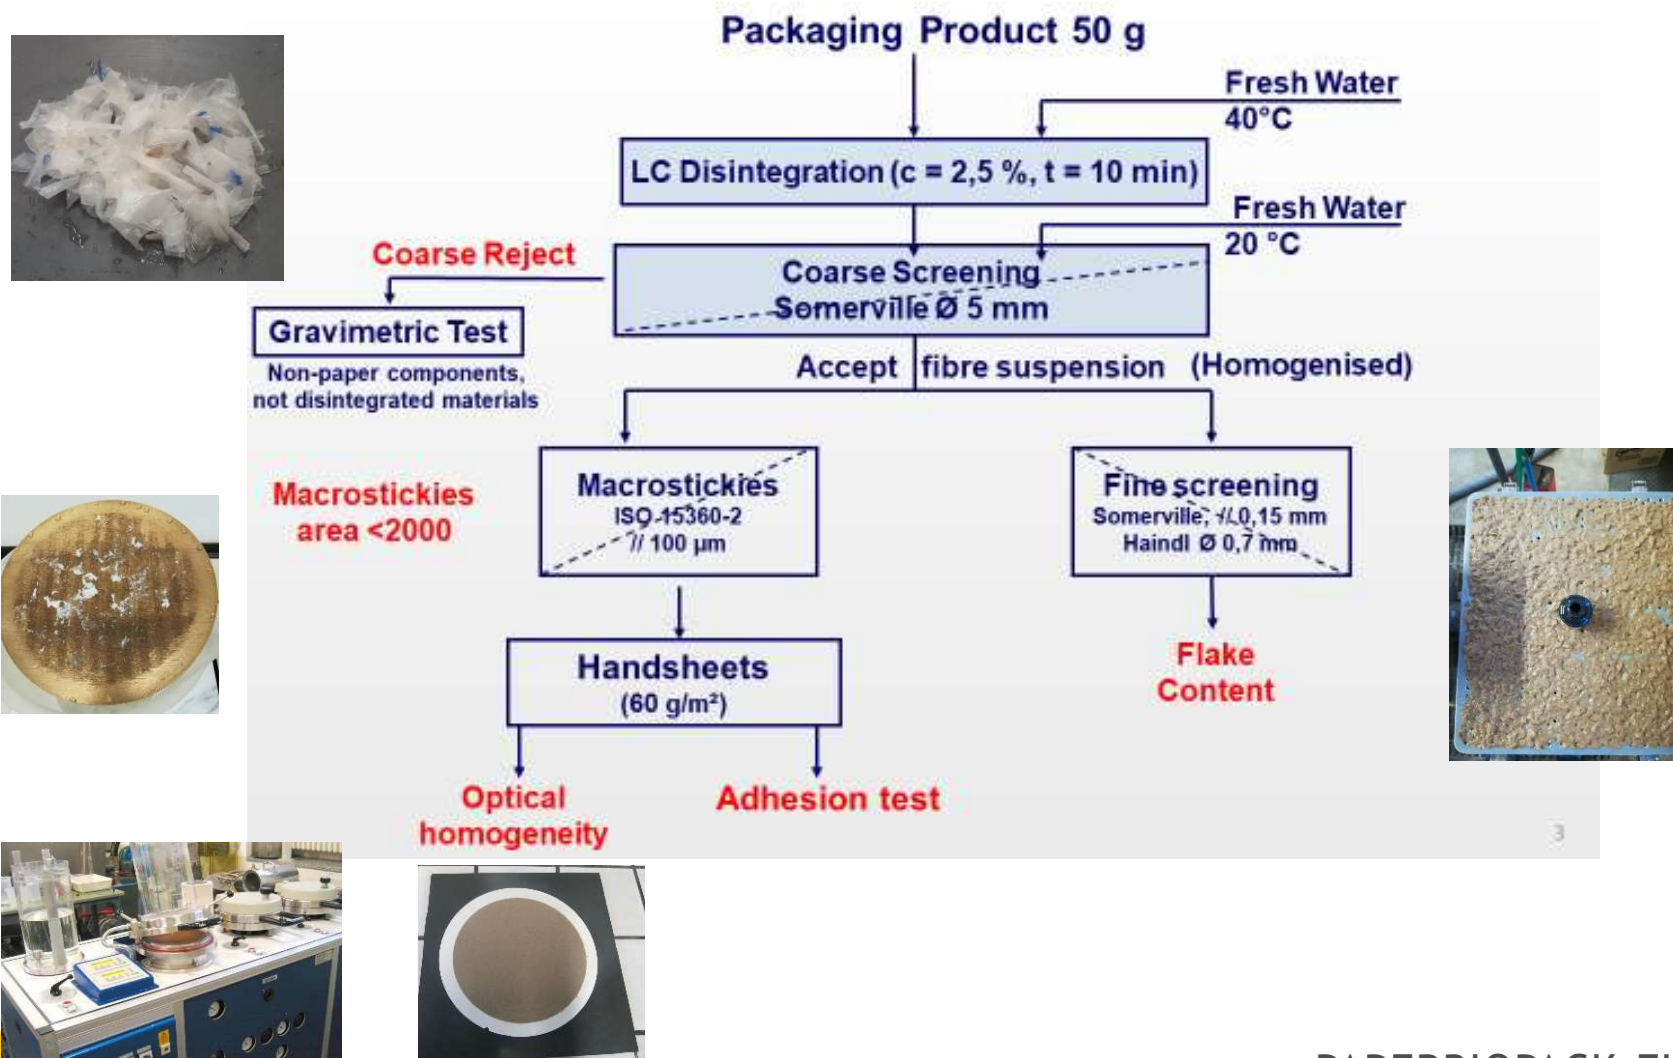 Packaging Product 50 g
Fresh Water
40°C
LC Disintegration (c = 2,5 %, t = 10 min)
Fresh Water
20 °C
Coarse Reject
Coarse Screening
Somerville Ø 5 mm
Gravimetric Test
Non-paper components,
not disintegrated materials
Accept fibre suspension (Homogenised)
Macrostickies
area <2000
Macrostickies
ISO 15360-2
// 100 µm
Fine screening
Somerville, // 0,15 mm
Haindl Ø 0,7 mm
Handsheets
(60 g/m²)
Flake
Content
Optical
homogeneity
Adhesion test
3